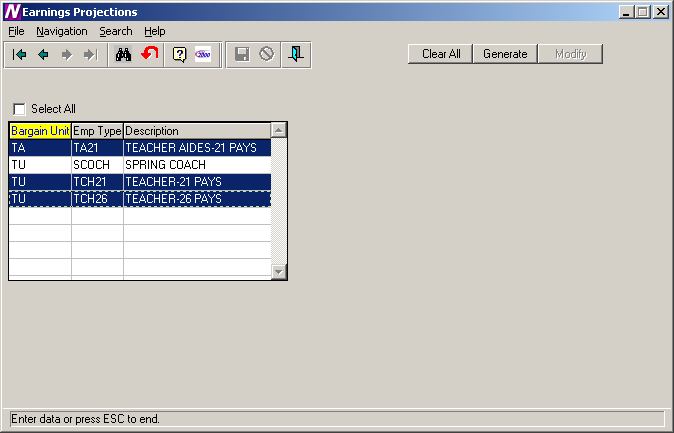 Earnings Projections
File Navigation Search Help
Clear All Generate Modify
Select All
Bargain Unit Emp Type Description
TA TA21 TEACHER AIDES-21 PAYS
TU SCOCH SPRING COACH
TU TCH21 TEACHER-21 PAYS
TU TCH26 TEACHER-26 PAYS
Enter data or press ESC to end.